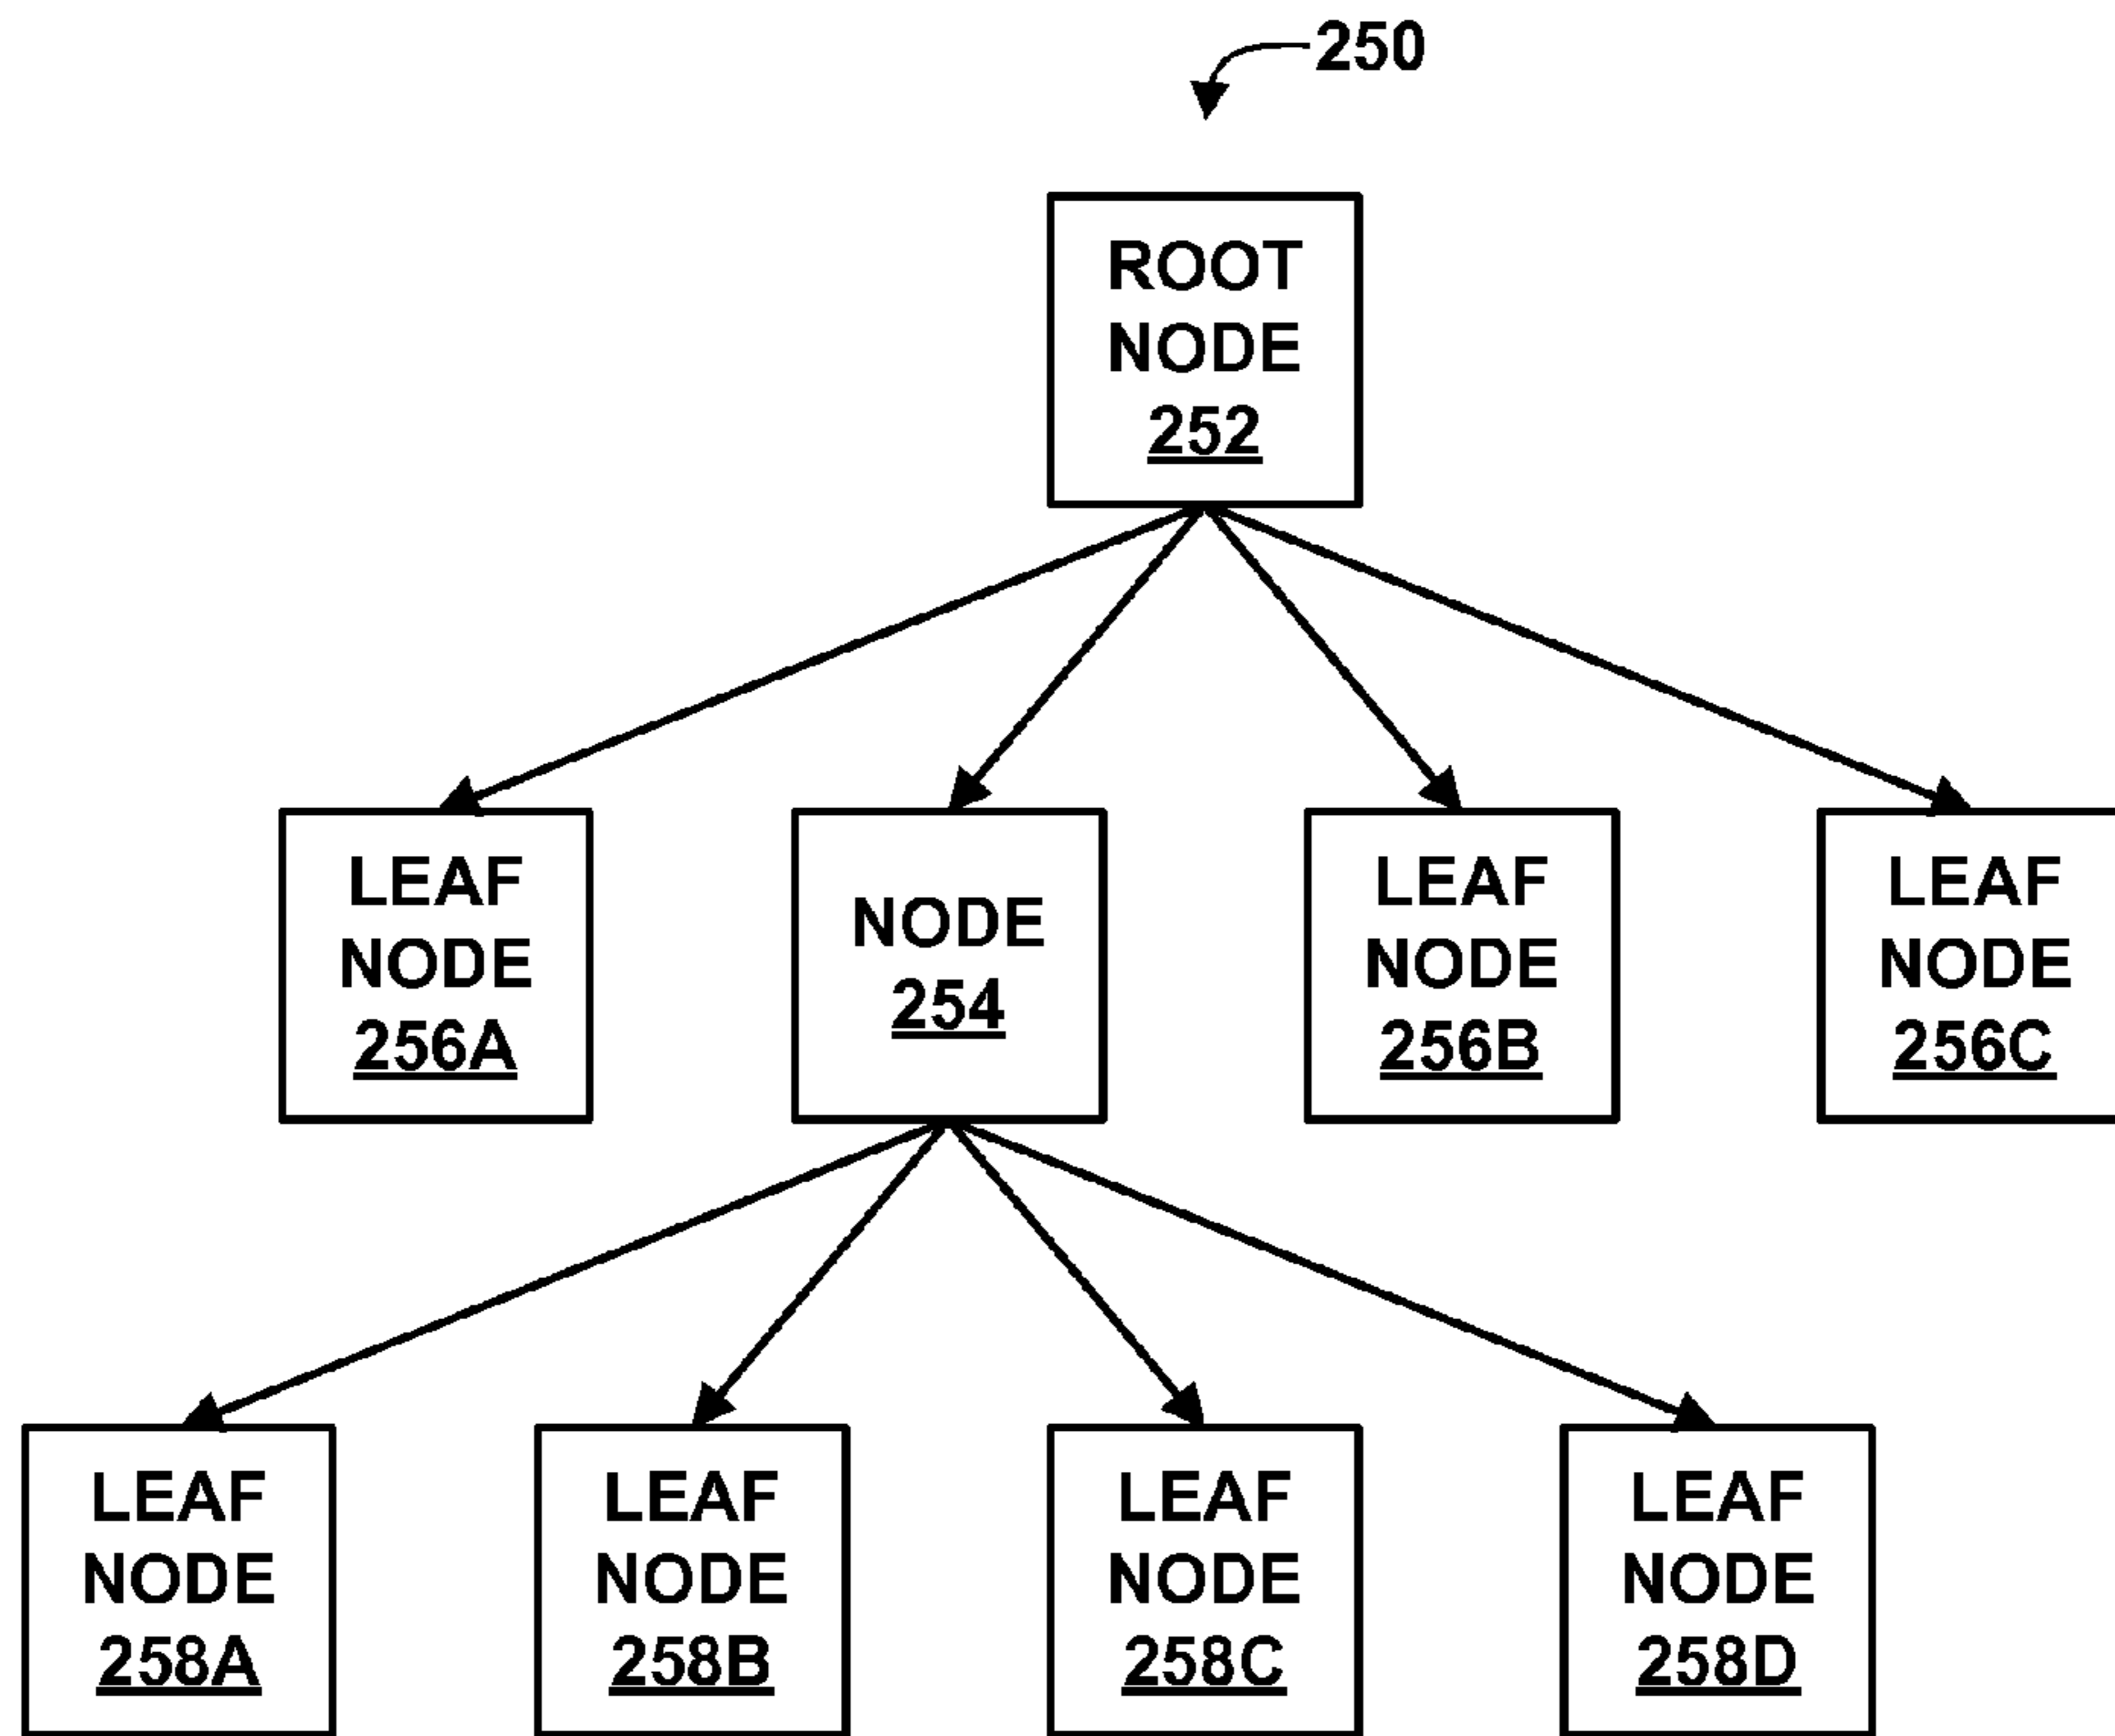 250
ROOT
NODE
252
LEAF
NODE
256A
NODE
254
LEAF
NODE
256B
LEAF
NODE
256C
LEAF
NODE
258A
LEAF
NODE
258B
LEAF
NODE
258C
LEAF
NODE
258D